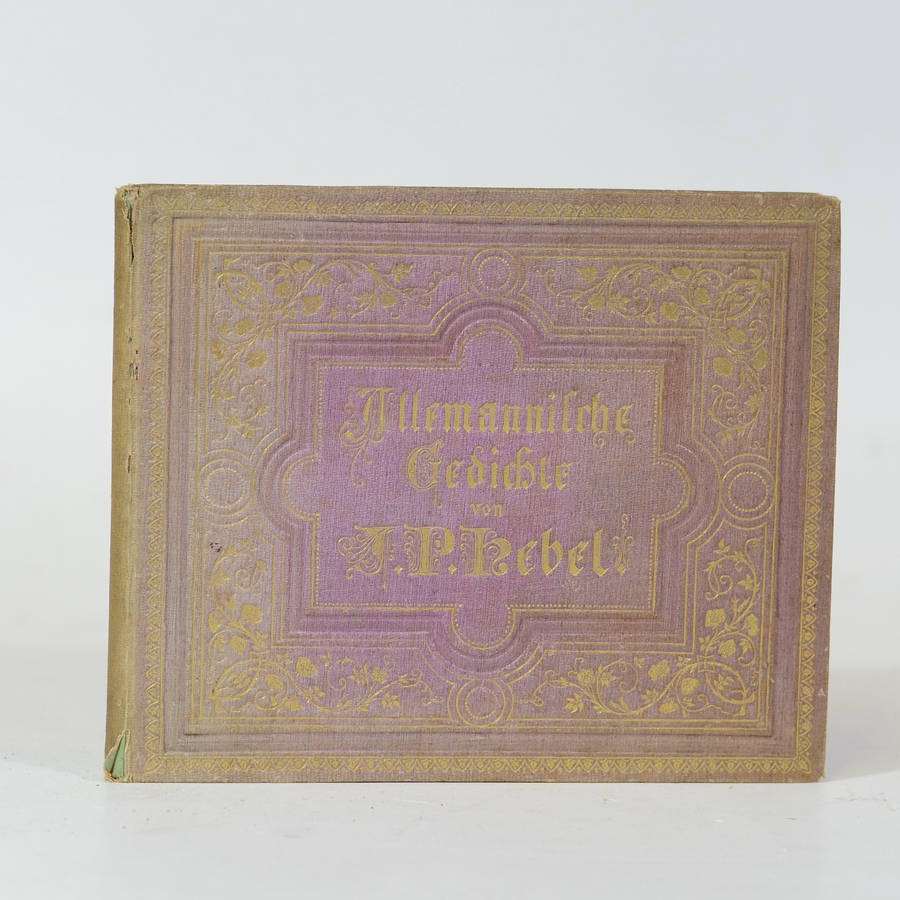 Allemanniſche
Gedichte
von
J. P. Hebel.